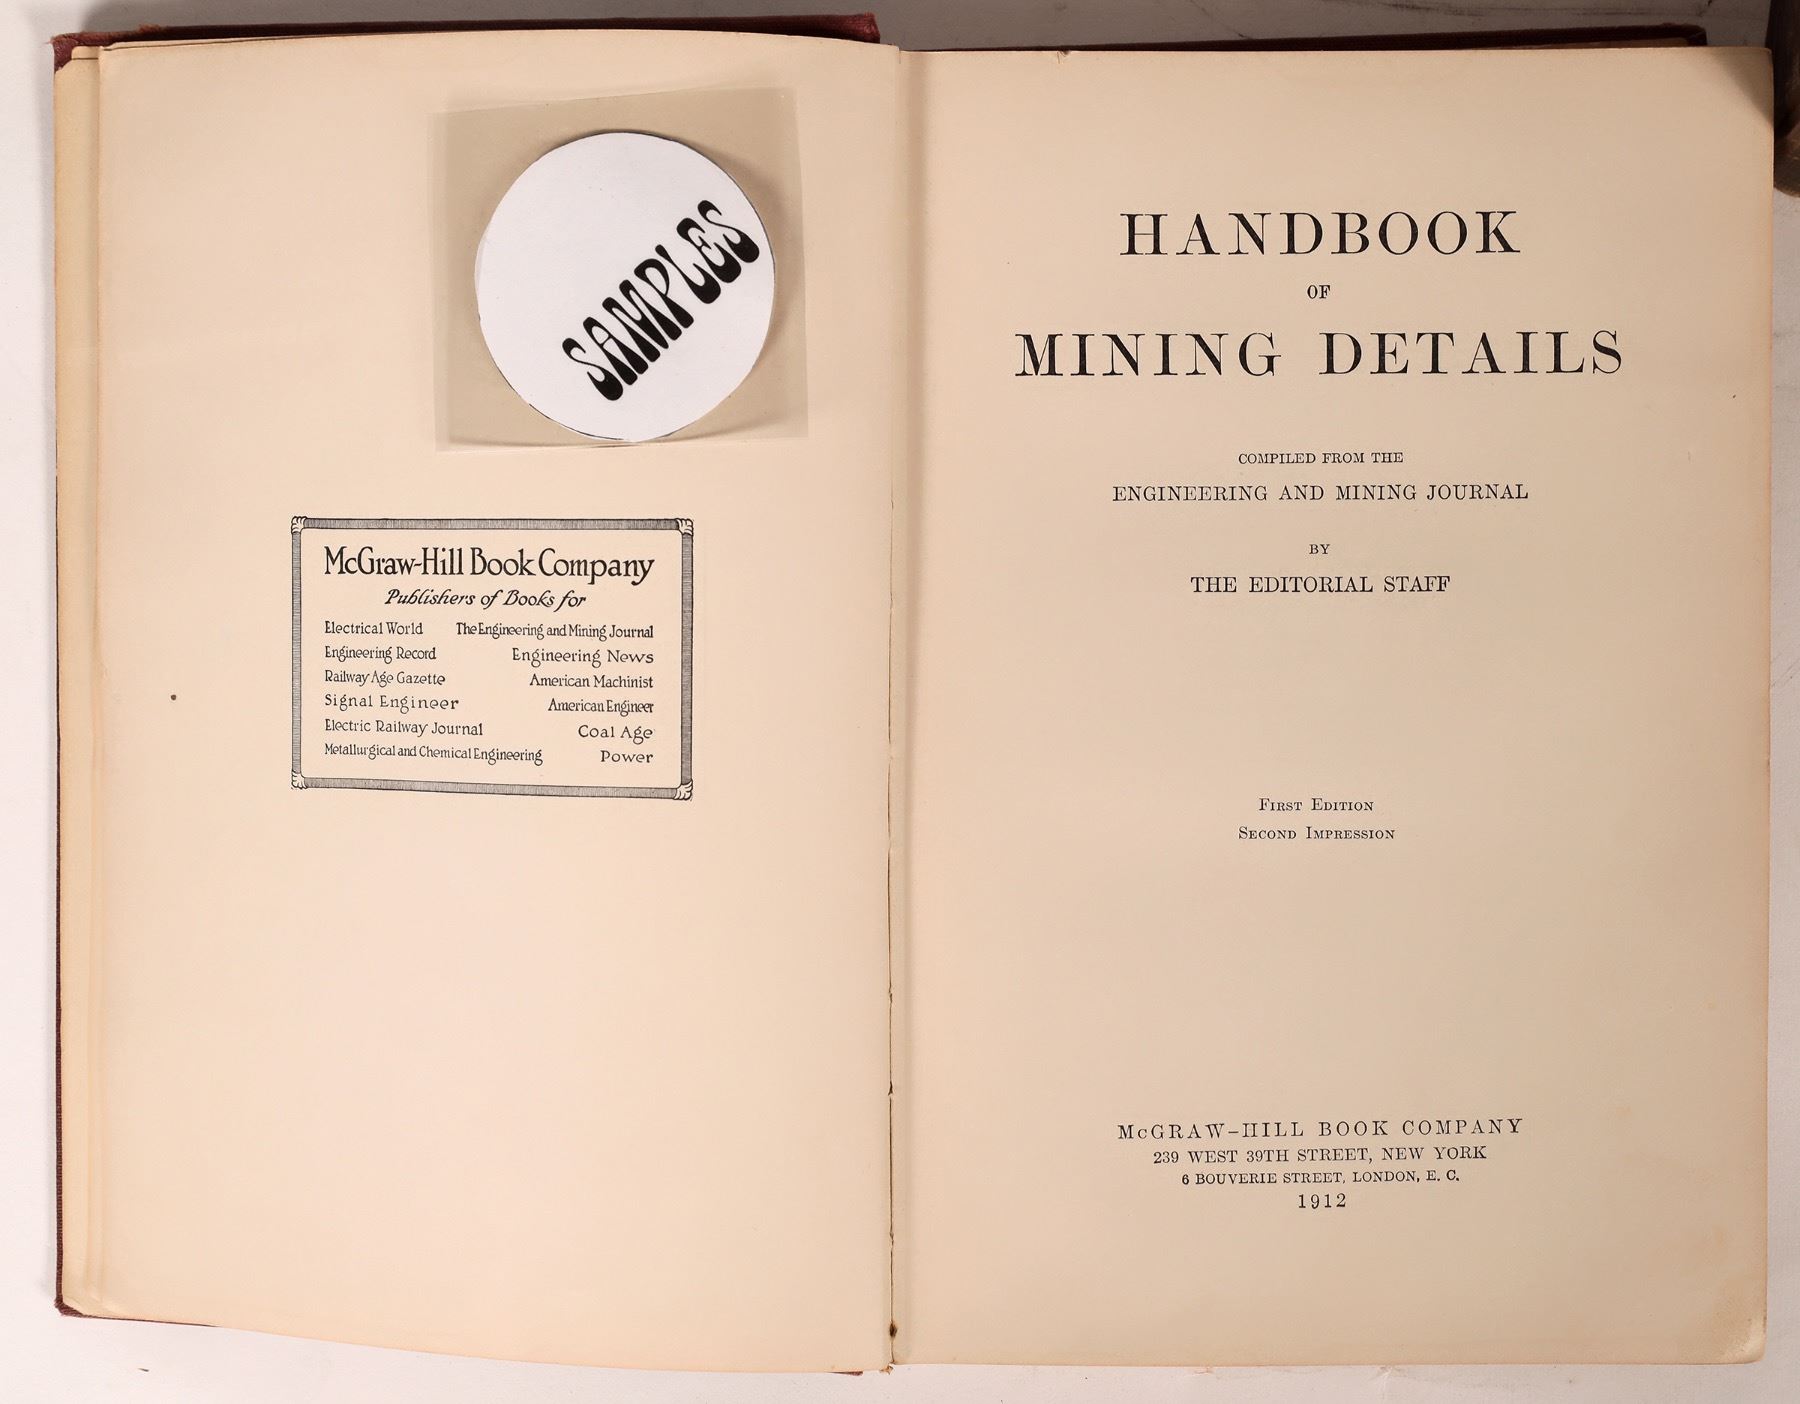 SAMPLES
McGraw-Hill Book Company
Publishers of Books for
Electrical World The Engineering and Mining Journal
Engineering Record Engineering News
Railway Age Gazette American Machinist
Signal Engineer American Engineer
Electric Railway Journal Coal Age
Metallurgical and Chemical Engineering Power
HANDBOOK
OF
MINING DETAILS
COMPILED FROM THE
ENGINEERING AND MINING JOURNAL
BY
THE EDITORIAL STAFF
First Edition
Second Impression
McGRAW-HILL BOOK COMPANY
239 WEST 39TH STREET, NEW YORK
6 BOUVERIE STREET, LONDON, E. C.
1912